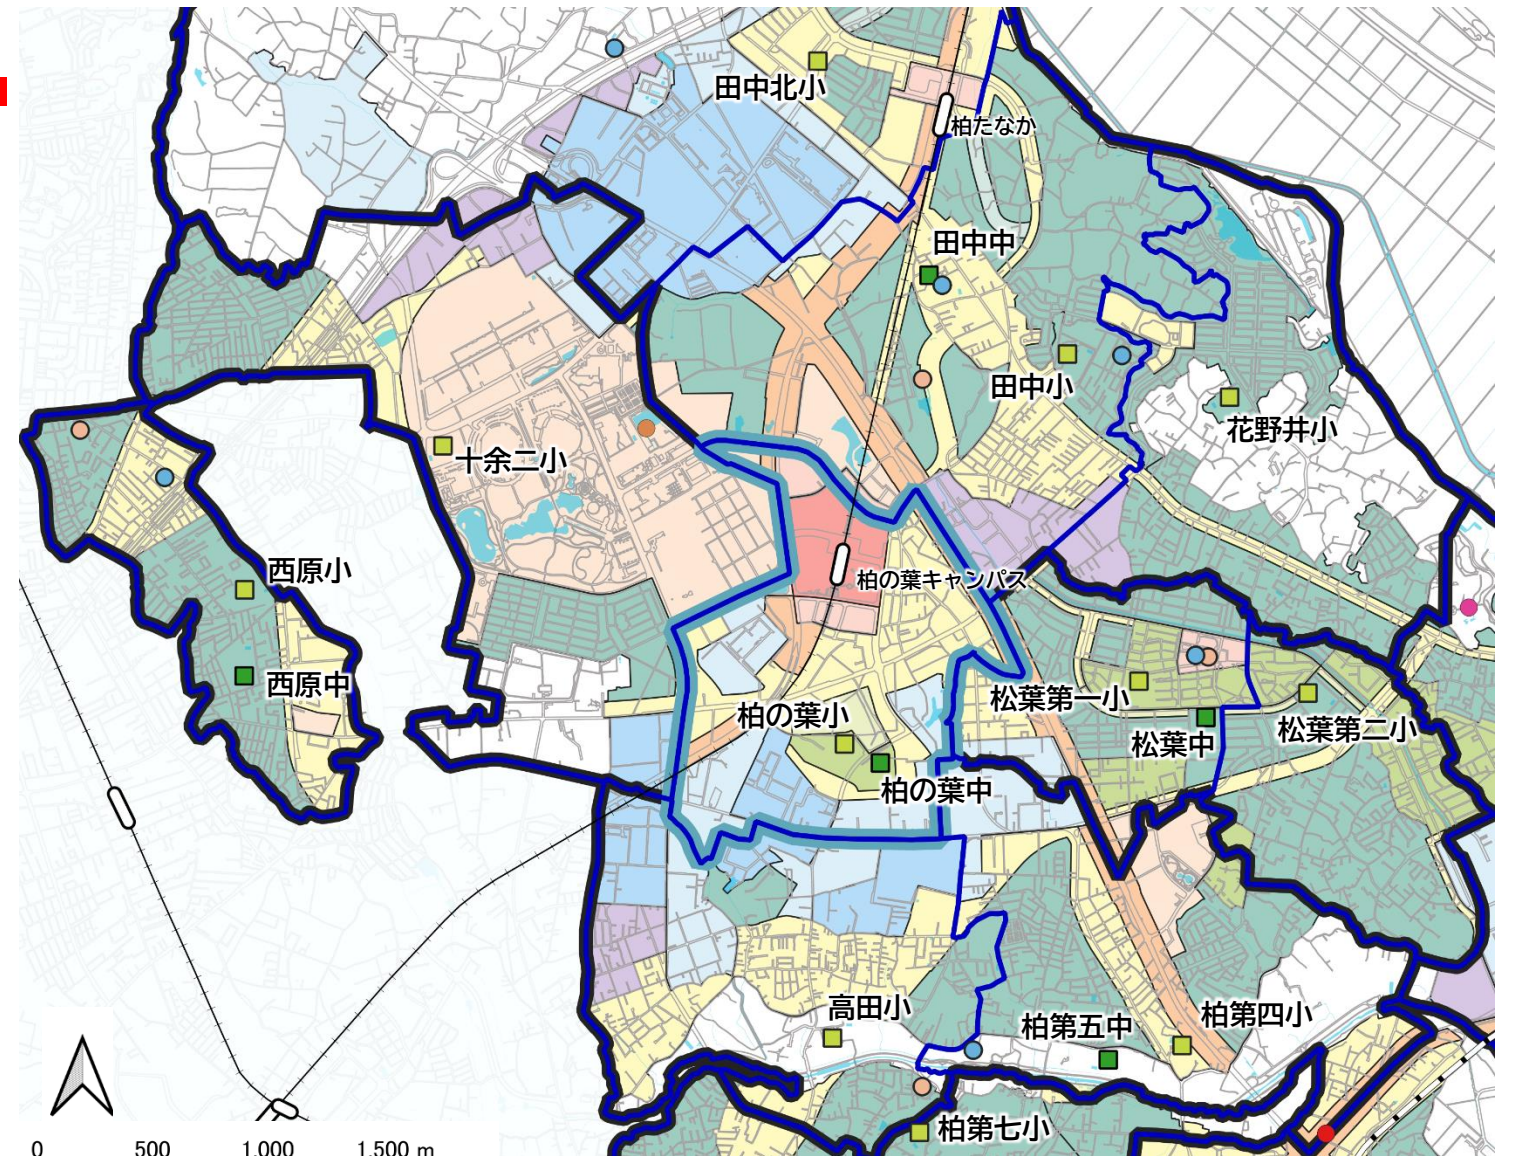 田中北小
柏たなか
田中中
田中小
花野井小
十余二小
西原小
柏の葉キャンパス
西原中
松葉第一小
柏の葉小
松葉第二小
松葉中
柏の葉中
高田小
柏第五中
柏第四小
柏第七小
0 500 1,000 1,500 m